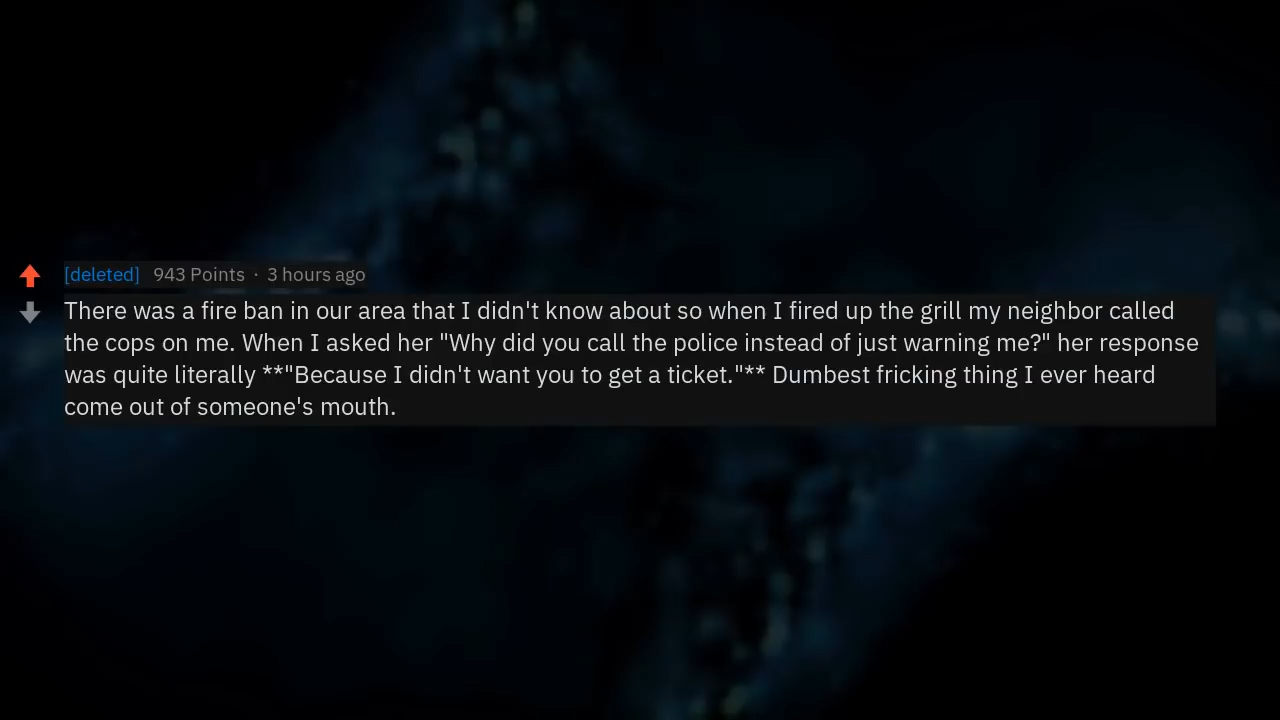 [deleted] 943 Points · 3 hours ago
There was a fire ban in our area that I didn't know about so when I fired up the grill my neighbor called
the cops on me. When I asked her "Why did you call the police instead of just warning me?" her response
was quite literally **"Because I didn't want you to get a ticket."** Dumbest fricking thing I ever heard
come out of someone's mouth.